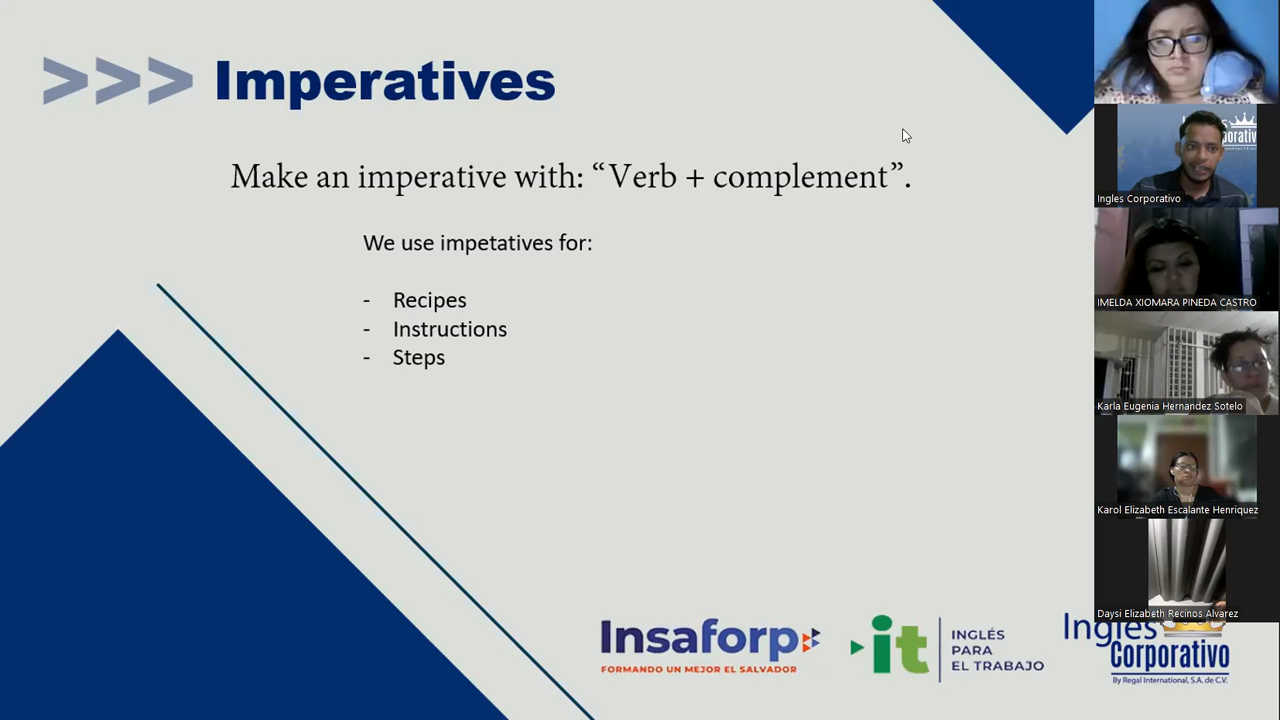 >>> Imperatives
Make an imperative with: “Verb + complement”.
We use impetatives for:
- Recipes
- Instructions
- Steps
Insaforp
FORMANDO UN MEJOR EL SALVADOR
it
INGLÉS
PARA
EL TRABAJO
Ingles
Corporativo
By Regal International, S.A. de C.V.
Ingles Corporativo
IMELDA XIOMARA PINEDA CASTRO
Karla Eugenia Hernandez Sotelo
Karol Elizabeth Escalante Henriquez
Daysi Elizabeth Recinos Alvarez